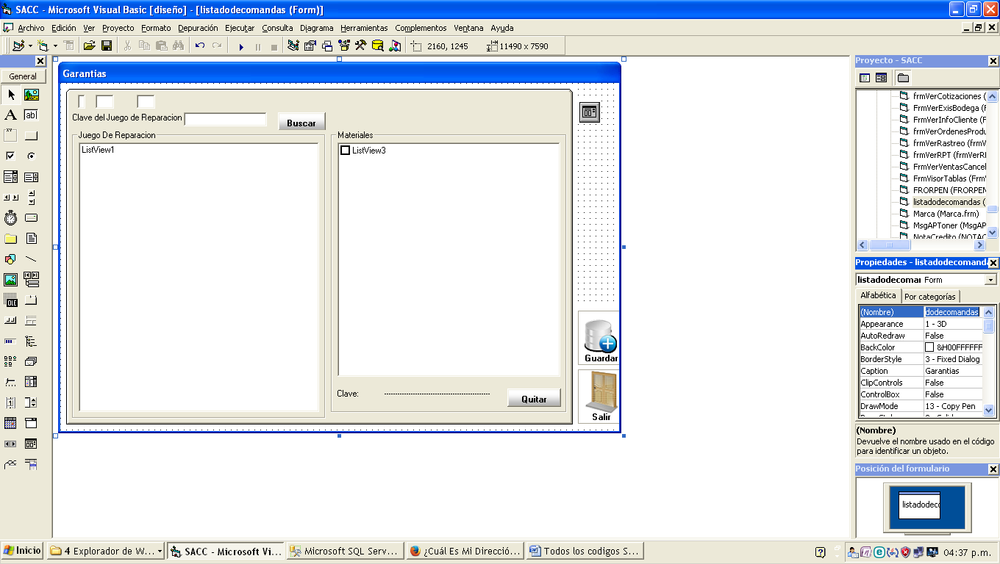 SACC - Microsoft Visual Basic [diseño] - [listadodecomandas (Form)]
Archivo Edición Ver Proyecto Formato Depuración Ejecutar Consulta Diagrama Herramientas Complementos Ventana Ayuda
2160, 1245 11490 x 7590
General
A ab|
xy
OLE
Garantias
Clave del Juego de Reparacion
Buscar
Juego De Reparacion
ListView1
Materiales
ListView3
Clave:
Quitar
Guardar
Salir
Proyecto - SACC
frmVerCotizaciones (
FrmVerExisBodega (F
FrmVerInfoCliente (F
frmVerOrdenesProdu
frmVerRastreo (frmV
frmVerRPT (frmVerRI
FrmVerVentasCancel
FrmVisorTablas (Frm
FRORPEN (FRORPEN
listadodecomandas (
Marca (Marca.frm)
MsgAPToner (MsgAP
NotaCredito (NOTAC
Propiedades - listadodecomanda
listadodecomar Form
Alfabética Por categorías
(Nombre) dodecomandas
Appearance 1 - 3D
AutoRedraw False
BackColor &H00FFFFFF
BorderStyle 3 - Fixed Dialog
Caption Garantias
ClipControls False
ControlBox False
DrawMode 13 - Copy Pen
(Nombre)
Devuelve el nombre usado en el código
para identificar un objeto.
Posición del formulario
listadodeco
Inicio 4 Explorador de W... SACC - Microsoft Vi... Microsoft SQL Serv... ¿Cuál Es Mi Direcció... Todos los codigos S... 04:37 p.m.